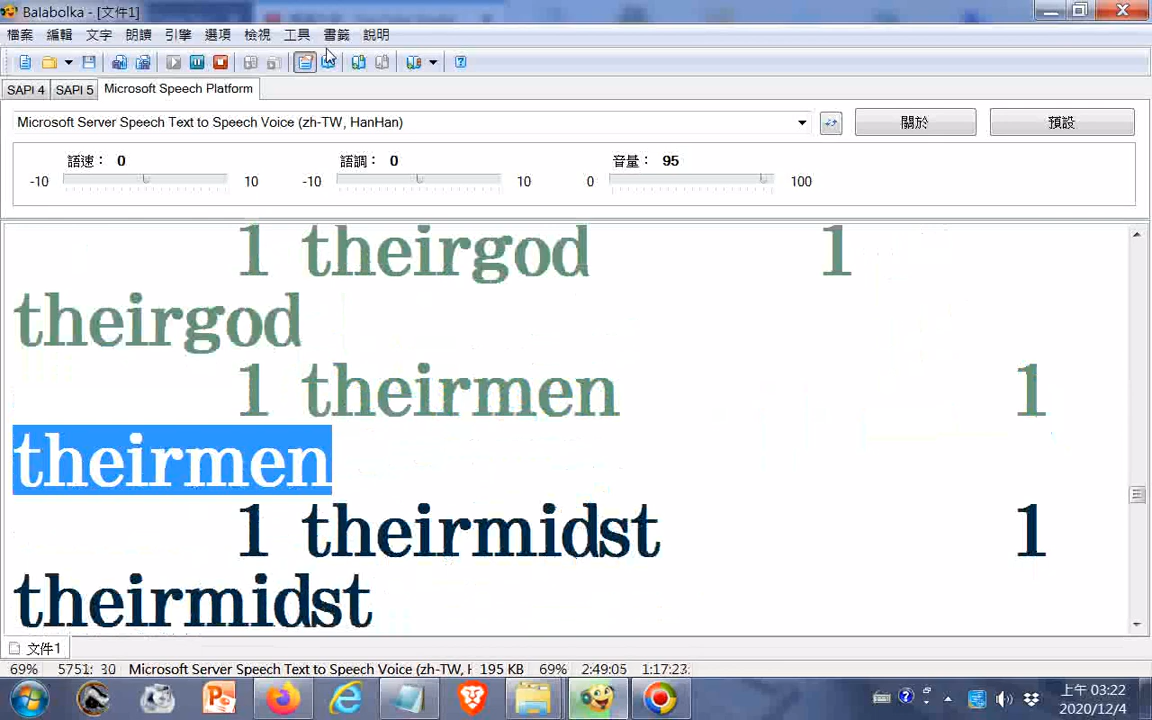 Balabolka - [文件1]
檔案 編輯 文字 朗讀 引擎 選項 檢視 工具 書籤 說明
SAPI 4 SAPI 5 Microsoft Speech Platform
Microsoft Server Speech Text to Speech Voice (zh-TW, HanHan) 關於 預設
語速： 0 語調： 0 音量： 95
-10 10 -10 10 0 100
1 theirgod 1
theirgod
1 theirmen 1
theirmen
1 theirmidst 1
theirmidst
文件1
69% 5751: 30 Microsoft Server Speech Text to Speech Voice (zh-TW, H 195 KB 69% 2:49:05 1:17:23
上午 03:22
2020/12/4